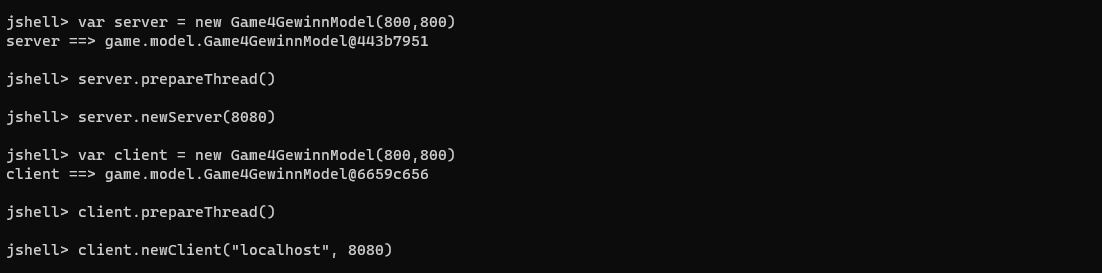 jshell> var server = new Game4GewinnModel(800,800)
server ==> game.model.Game4GewinnModel@443b7951
jshell> server.prepareThread()
jshell> server.newServer(8080)
jshell> var client = new Game4GewinnModel(800,800)
client ==> game.model.Game4GewinnModel@6659c656
jshell> client.prepareThread()
jshell> client.newClient("localhost", 8080)